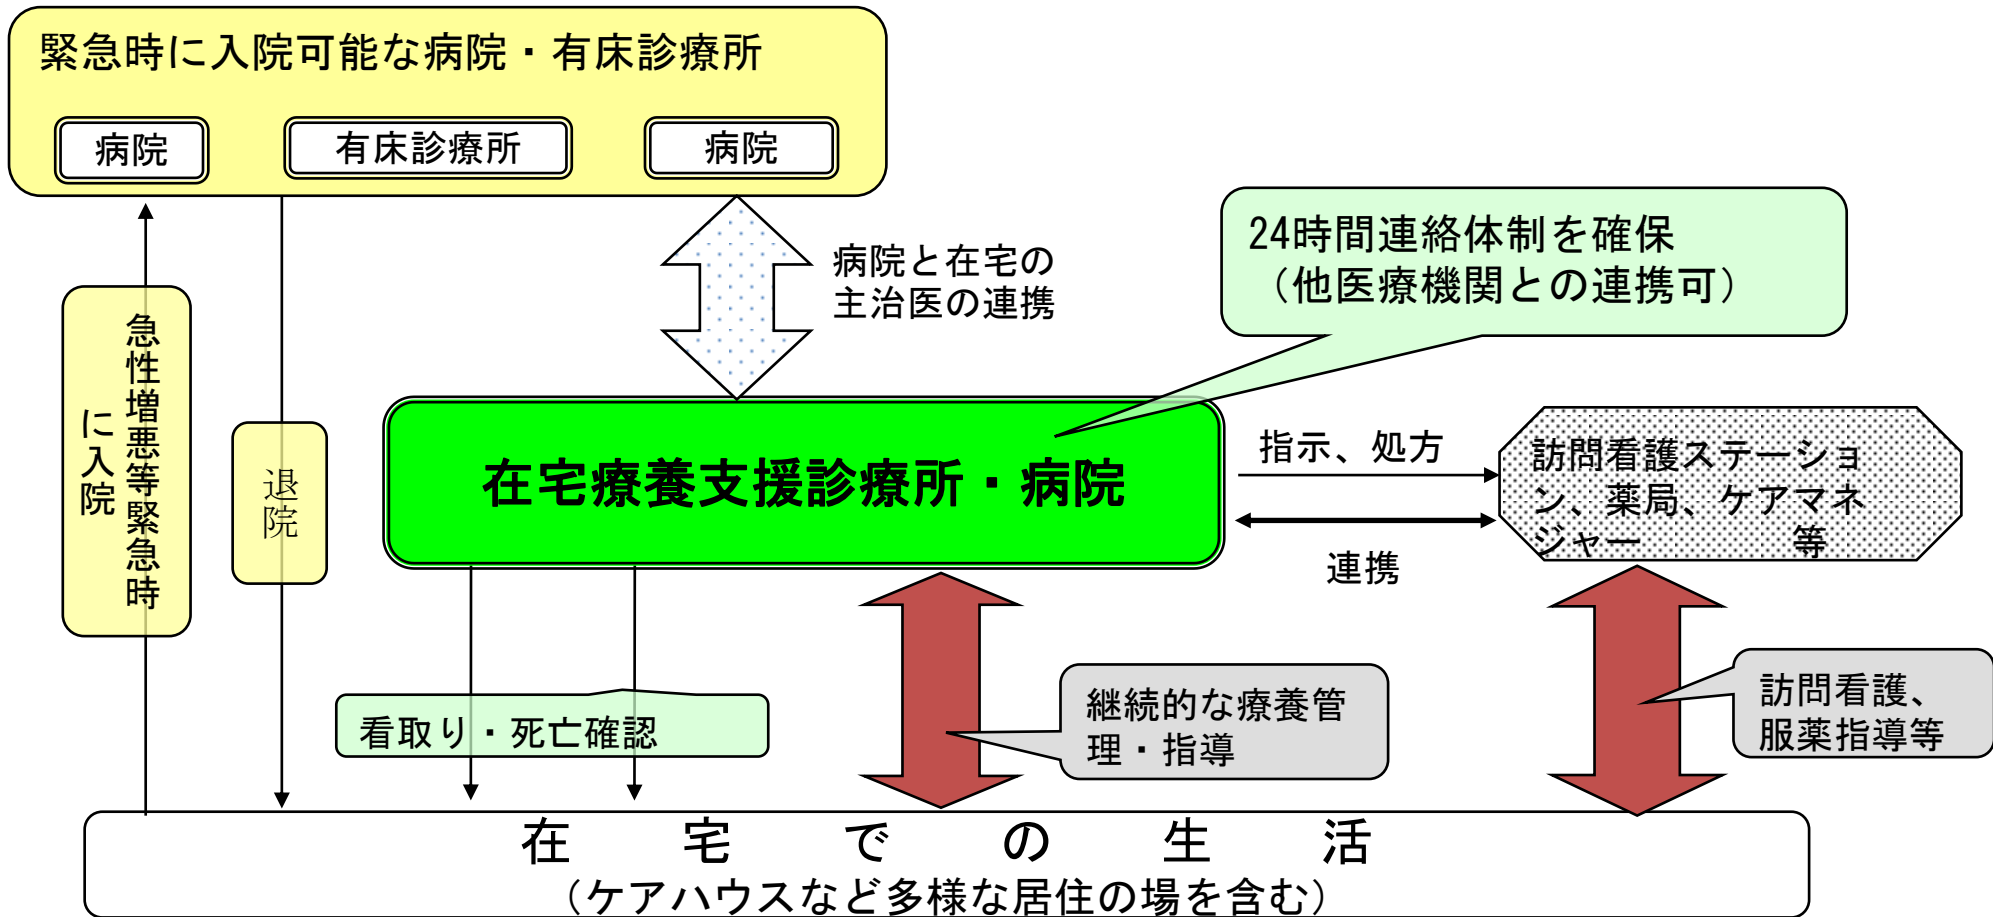 緊急時に入院可能な病院・有床診療所
病院
有床診療所
病院
病院と在宅の
主治医の連携
24時間連絡体制を確保
（他医療機関との連携可）
急性増悪等緊急時
に入院
退院
在宅療養支援診療所・病院
指示、処方
連携
訪問看護ステーショ
ン、薬局、ケアマネ
ジャー　　　　等
看取り・死亡確認
継続的な療養管
理・指導
訪問看護、
服薬指導等
在　宅　で　の　生　活
（ケアハウスなど多様な居住の場を含む）